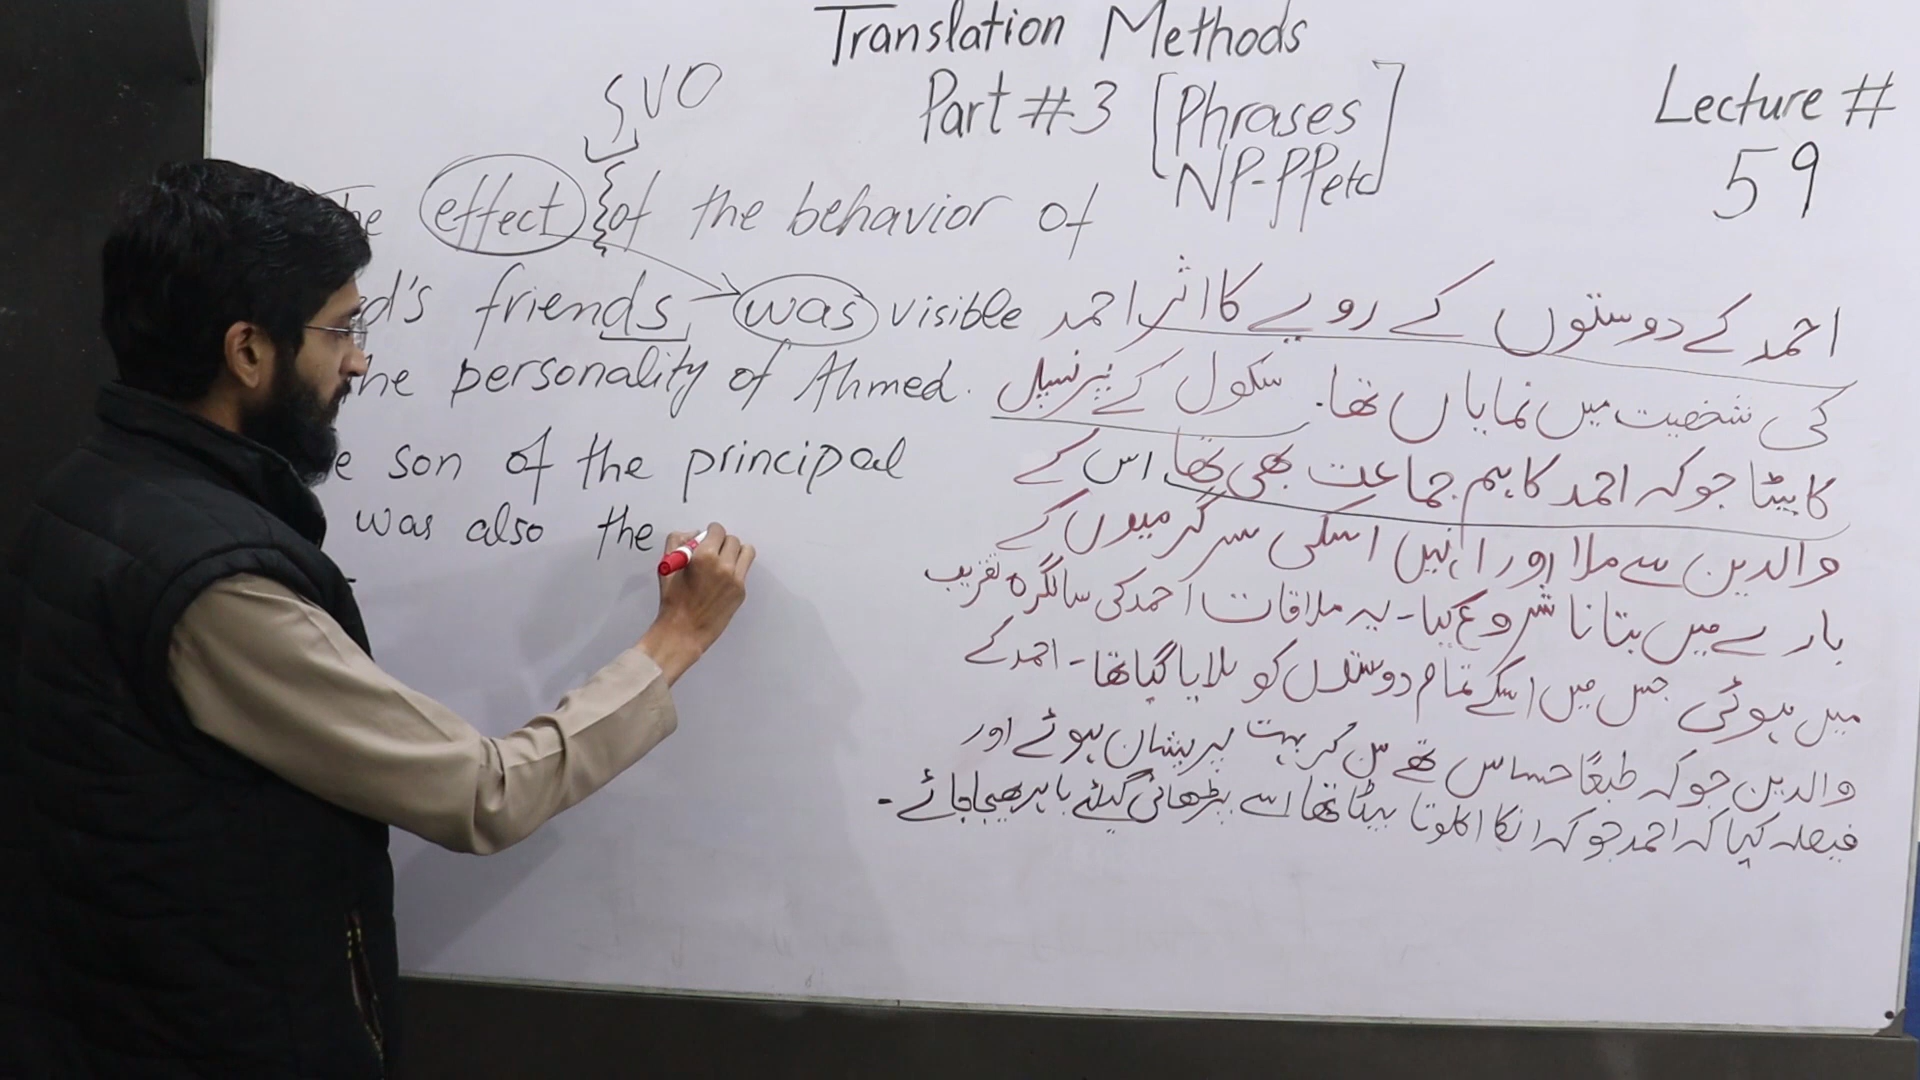 Translation Methods
Part #3 [Phrases
NP-PP etc]
Lecture #
59
SVO
effect of the behavior of
friends was visible
personality of Ahmed.
son of the principal
was also the
احمد کے دوستوں کے رویے کا اثر احمد
کی شخصیت میں نمایاں تھا۔ سکول کے پرنسپل
کا بیٹا جو کہ احمد کا ہم جماعت بھی تھا اس کے
والدین سے ملا اور انہیں اسکی سرگرمیوں کے
بارے میں بتانا شروع کیا۔ یہ ملاقات احمد کی سالگرہ تقریب
میں ہوئی جس میں اسکے تمام دوستوں کو بلایا گیا تھا۔ احمد کے
والدین جو کہ طبعاً حساس تھے سن کر بہت پریشان ہوئے اور
فیصلہ کیا کہ احمد جو کہ انکا اکلوتا بیٹا تھا اسے پڑھائی کیلئے باہر بھیجا جائے۔